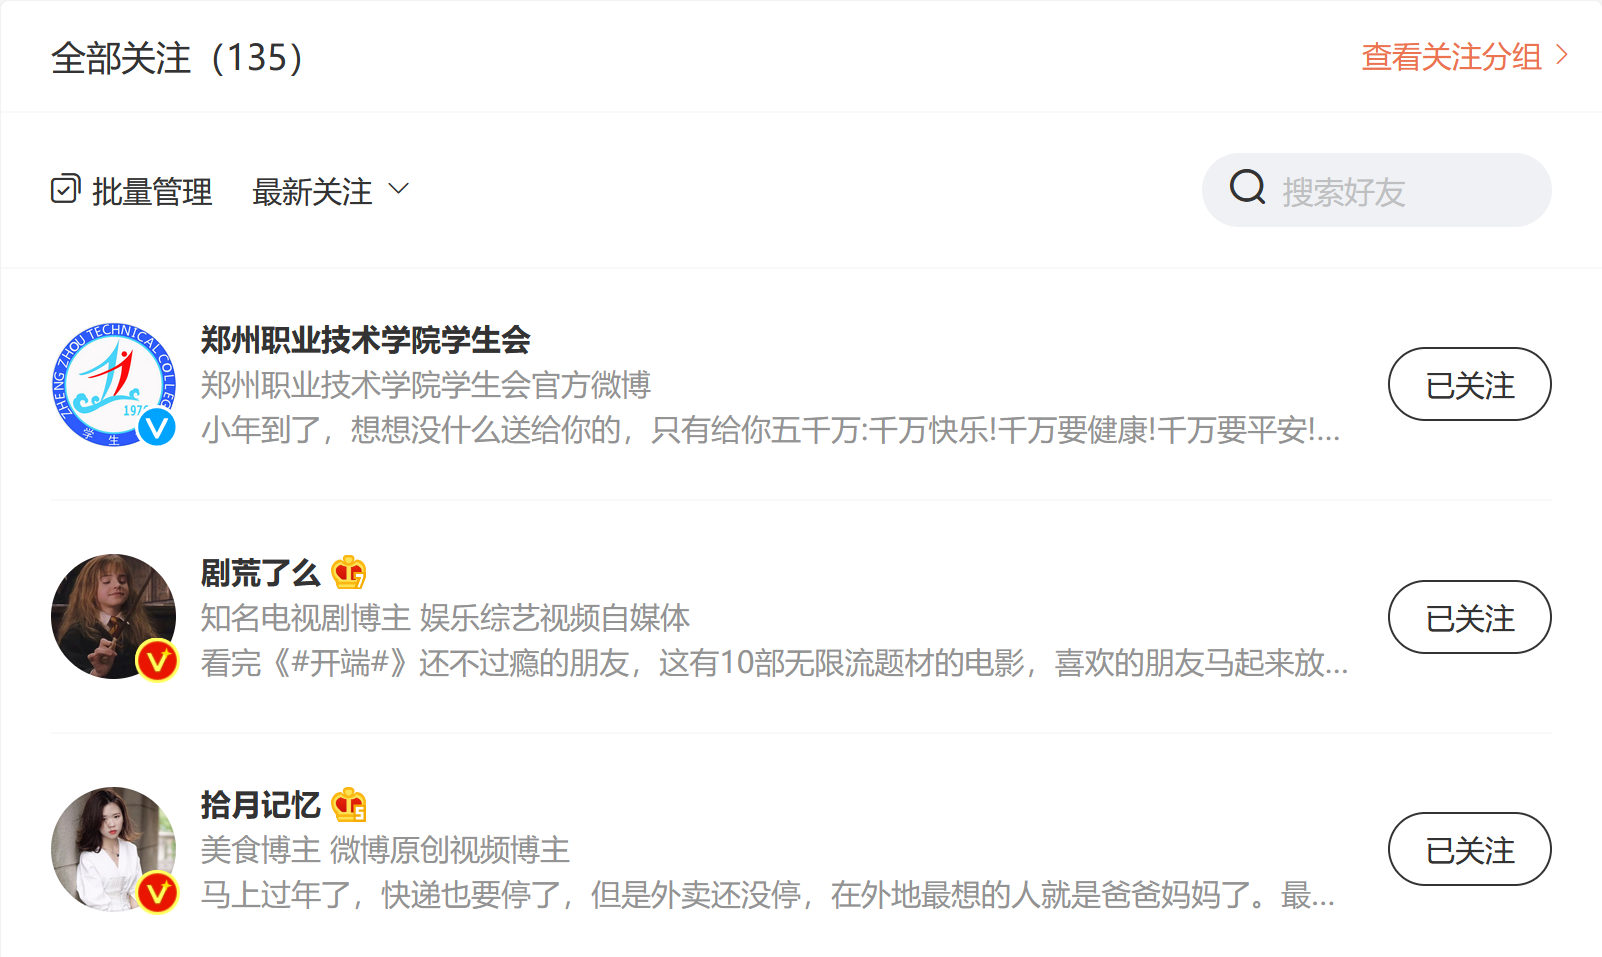 全部关注（135）
查看关注分组
批量管理
最新关注
搜索好友
ZHENG ZHOU TECHNICAL COLLEG
197
学 生
郑州职业技术学院学生会
郑州职业技术学院学生会官方微博
小年到了，想想没什么送给你的，只有给你五千万:千万快乐!千万要健康!千万要平安!...
已关注
剧荒了么
7
知名电视剧博主 娱乐综艺视频自媒体
看完《#开端#》还不过瘾的朋友，这有10部无限流题材的电影，喜欢的朋友马起来放...
已关注
拾月记忆
5
美食博主 微博原创视频博主
马上过年了，快递也要停了，但是外卖还没停，在外地最想的人就是爸爸妈妈了。最...
已关注